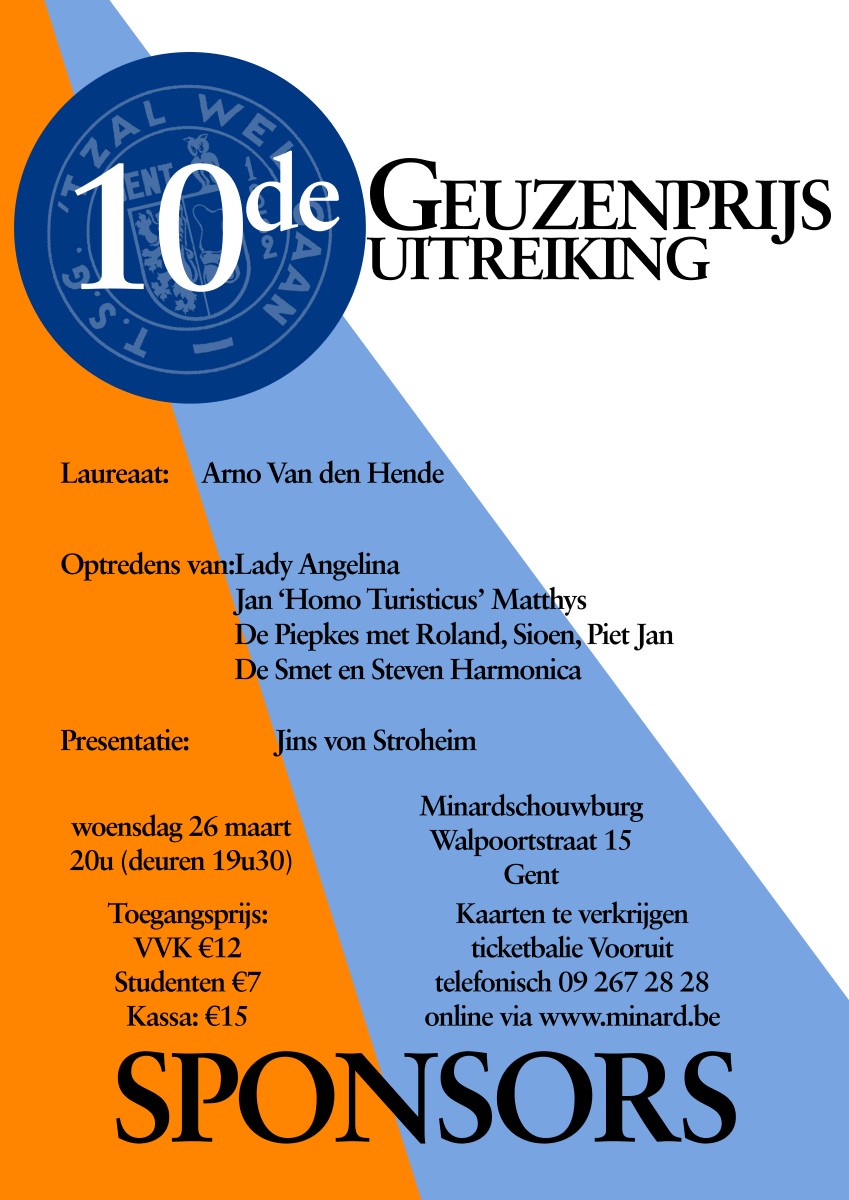 10de GEUZENPRIJS
UITREIKING
T.S.G. 'TZAL
GENT
Laureaat: Arno Van den Hende
Optredens van: Lady Angelina
Jan ‘Homo Turisticus’ Matthys
De Piepkes met Roland, Sioen, Piet Jan
De Smet en Steven Harmonica
Presentatie: Jins von Stroheim
woensdag 26 maart
20u (deuren 19u30)
Minardschouwburg
Walpoortstraat 15
Gent
Toegangsprijs:
VVK €12
Studenten €7
Kassa: €15
Kaarten te verkrijgen
ticketbalie Vooruit
telefonisch 09 267 28 28
online via www.minard.be
SPONSORS